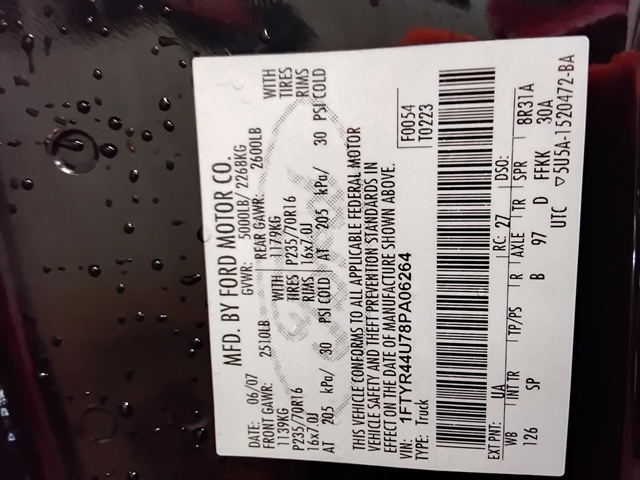 MFD. BY FORD MOTOR CO.
DATE: 06/07 GVWR: 5000LB/ 2268KG
FRONT GAWR: 2510LB REAR GAWR: 2600LB
1139KG WITH 1179KG WITH
P235/70R16 TIRES P235/70R16 TIRES
16x7.0J RIMS 16x7.0J RIMS
AT 205 kPa/ 30 PSI COLD AT 205 kPa/ 30 PSI COLD
THIS VEHICLE CONFORMS TO ALL APPLICABLE FEDERAL MOTOR
VEHICLE SAFETY AND THEFT PREVENTION STANDARDS IN
EFFECT ON THE DATE OF MANUFACTURE SHOWN ABOVE.
VIN: 1FTYR44U78PA06264 F0054
TYPE: Truck T0223
EXT PNT: UA RC: 27 DSO:
WB INT TR TP/PS R AXLE TR SPR 8R31A
126 SP B 97 D FFKK 30A
UTC ▽5U5A-1520472-BA